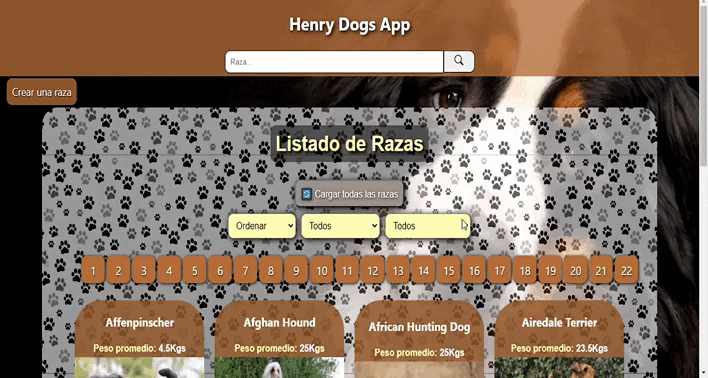 Henry Dogs App
Raza...
Crear una raza
Listado de Razas
Cargar todas las razas
Ordenar Todos Todos
1 2 3 4 5 6 7 8 9 10 11 12 13 14 15 16 17 18 19 20 21 22
Affenpinscher Afghan Hound African Hunting Dog Airedale Terrier
Peso promedio: 4.5Kgs Peso promedio: 25Kgs Peso promedio: 25Kgs Peso promedio: 23.5Kgs